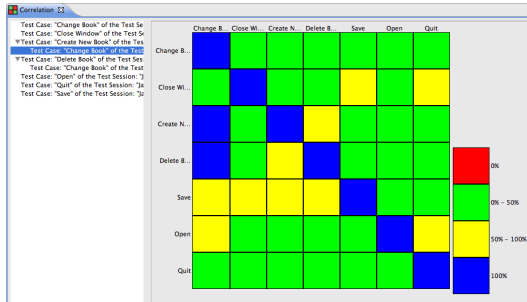 Correlation
Test Case: "Change Book" of the Test Se
Test Case: "Close Window" of the Test Se
Test Case: "Create New Book" of the Tes
Test Case: "Change Book" of the Test
Test Case: "Delete Book" of the Test Ses
Test Case: "Change Book" of the Test
Test Case: "Open" of the Test Session: "Ja
Test Case: "Quit" of the Test Session: "Ja
Test Case: "Save" of the Test Session: "Ja
Change B... Close Wi... Create N... Delete B... Save Open Quit
Change B...
Close Wi...
Create N...
Delete B...
Save
Open
Quit
0%
0% - 50%
50% - 100%
100%